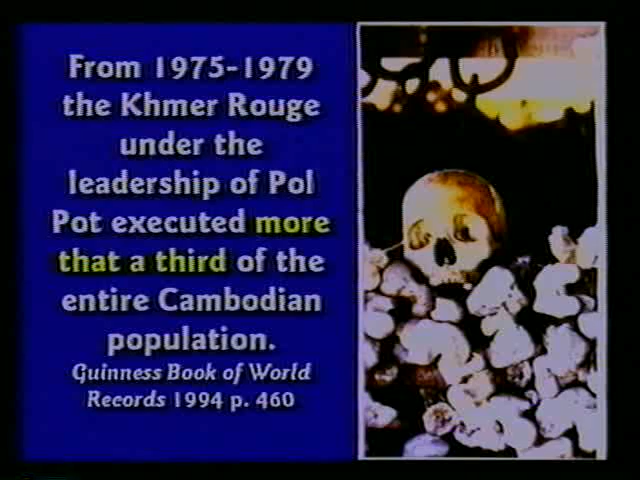 From 1975-1979
the Khmer Rouge
under the
leadership of Pol
Pot executed more
that a third of the
entire Cambodian
population.
Guinness Book of World
Records 1994 p. 460